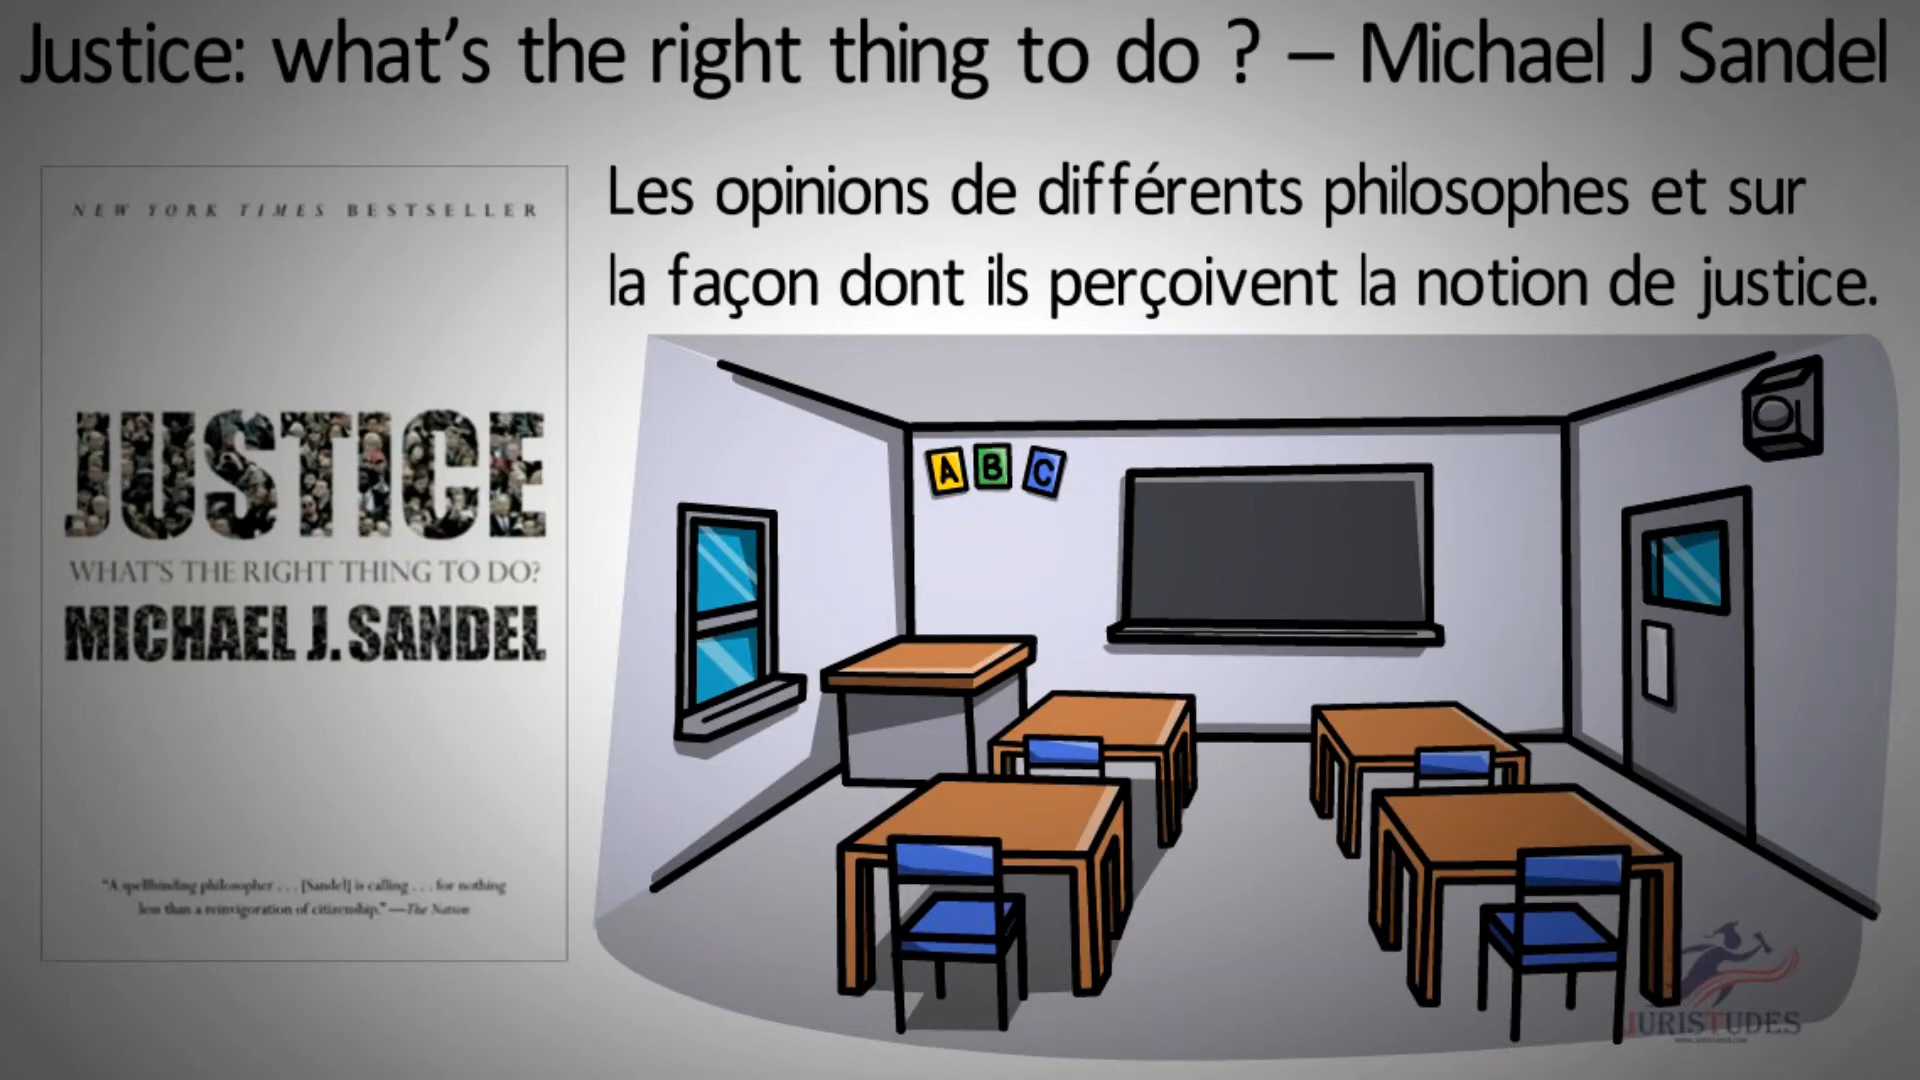 Justice: what's the right thing to do ? – Michael J Sandel
Les opinions de différents philosophes et sur
la façon dont ils perçoivent la notion de justice.
NEW YORK TIMES BESTSELLER
JUSTICE
WHAT'S THE RIGHT THING TO DO?
MICHAEL J. SANDEL
"A spellbinding philosopher . . . [Sandel] is calling . . . for nothing
less than a reinvigoration of citizenship." —The Nation
A B C
JURISTUDES